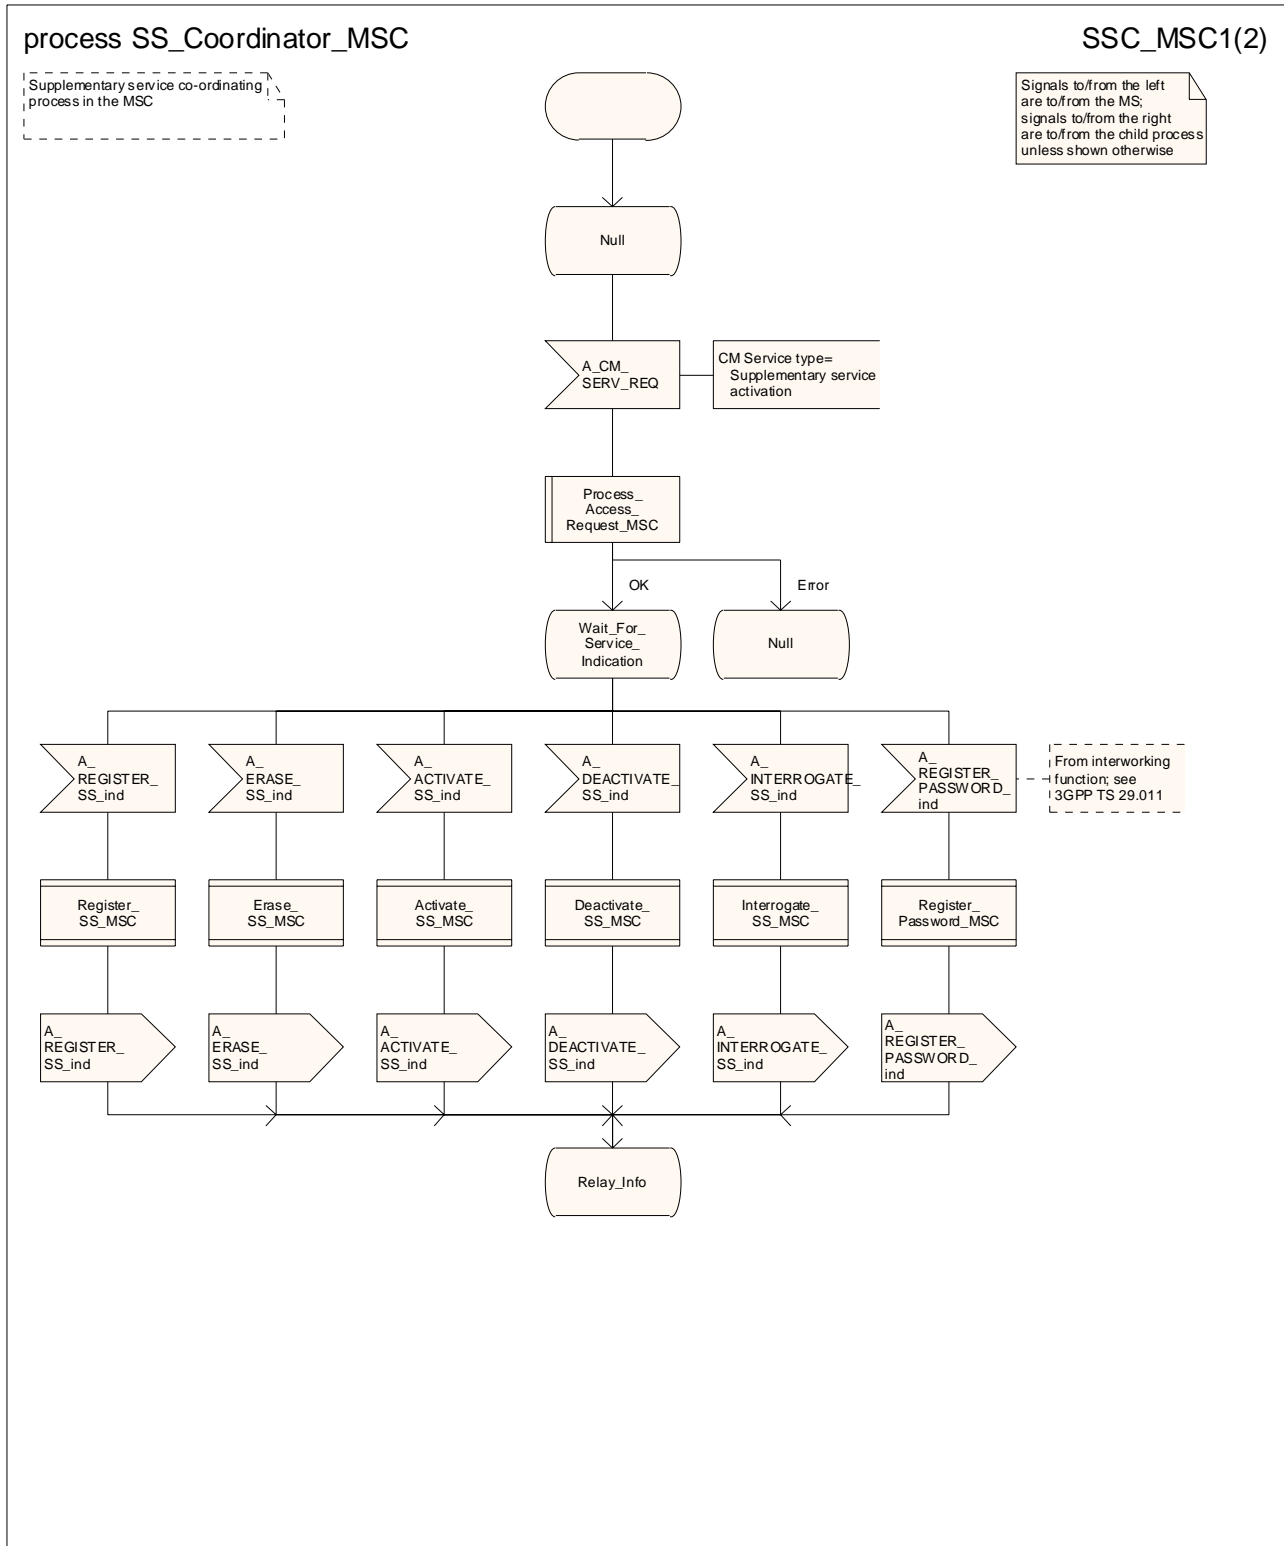 process SS_Coordinator_MSC
SSC_MSC1(2)
Supplementary service co-ordinating
process in the MSC
Signals to/from the left
are to/from the MS;
signals to/from the right
are to/from the child process
unless shown otherwise
Null
A_CM_
SERV_REQ
CM Service type=
Supplementary service
activation
Process_
Access_
Request_MSC
OK
Error
Wait_For_
Service_
Indication
Null
A_
REGISTER_
SS_ind
A_
ERASE_
SS_ind
A_
ACTIVATE_
SS_ind
A_
DEACTIVATE_
SS_ind
A_
INTERROGATE_
SS_ind
A_
REGISTER_
PASSWORD_
ind
From interworking
function; see
3GPP TS 29.011
Register_
SS_MSC
Erase_
SS_MSC
Activate_
SS_MSC
Deactivate_
SS_MSC
Interrogate_
SS_MSC
Register_
Password_MSC
A_
REGISTER_
SS_ind
A_
ERASE_
SS_ind
A_
ACTIVATE_
SS_ind
A_
DEACTIVATE_
SS_ind
A_
INTERROGATE_
SS_ind
A_
REGISTER_
PASSWORD_
ind
Relay_Info